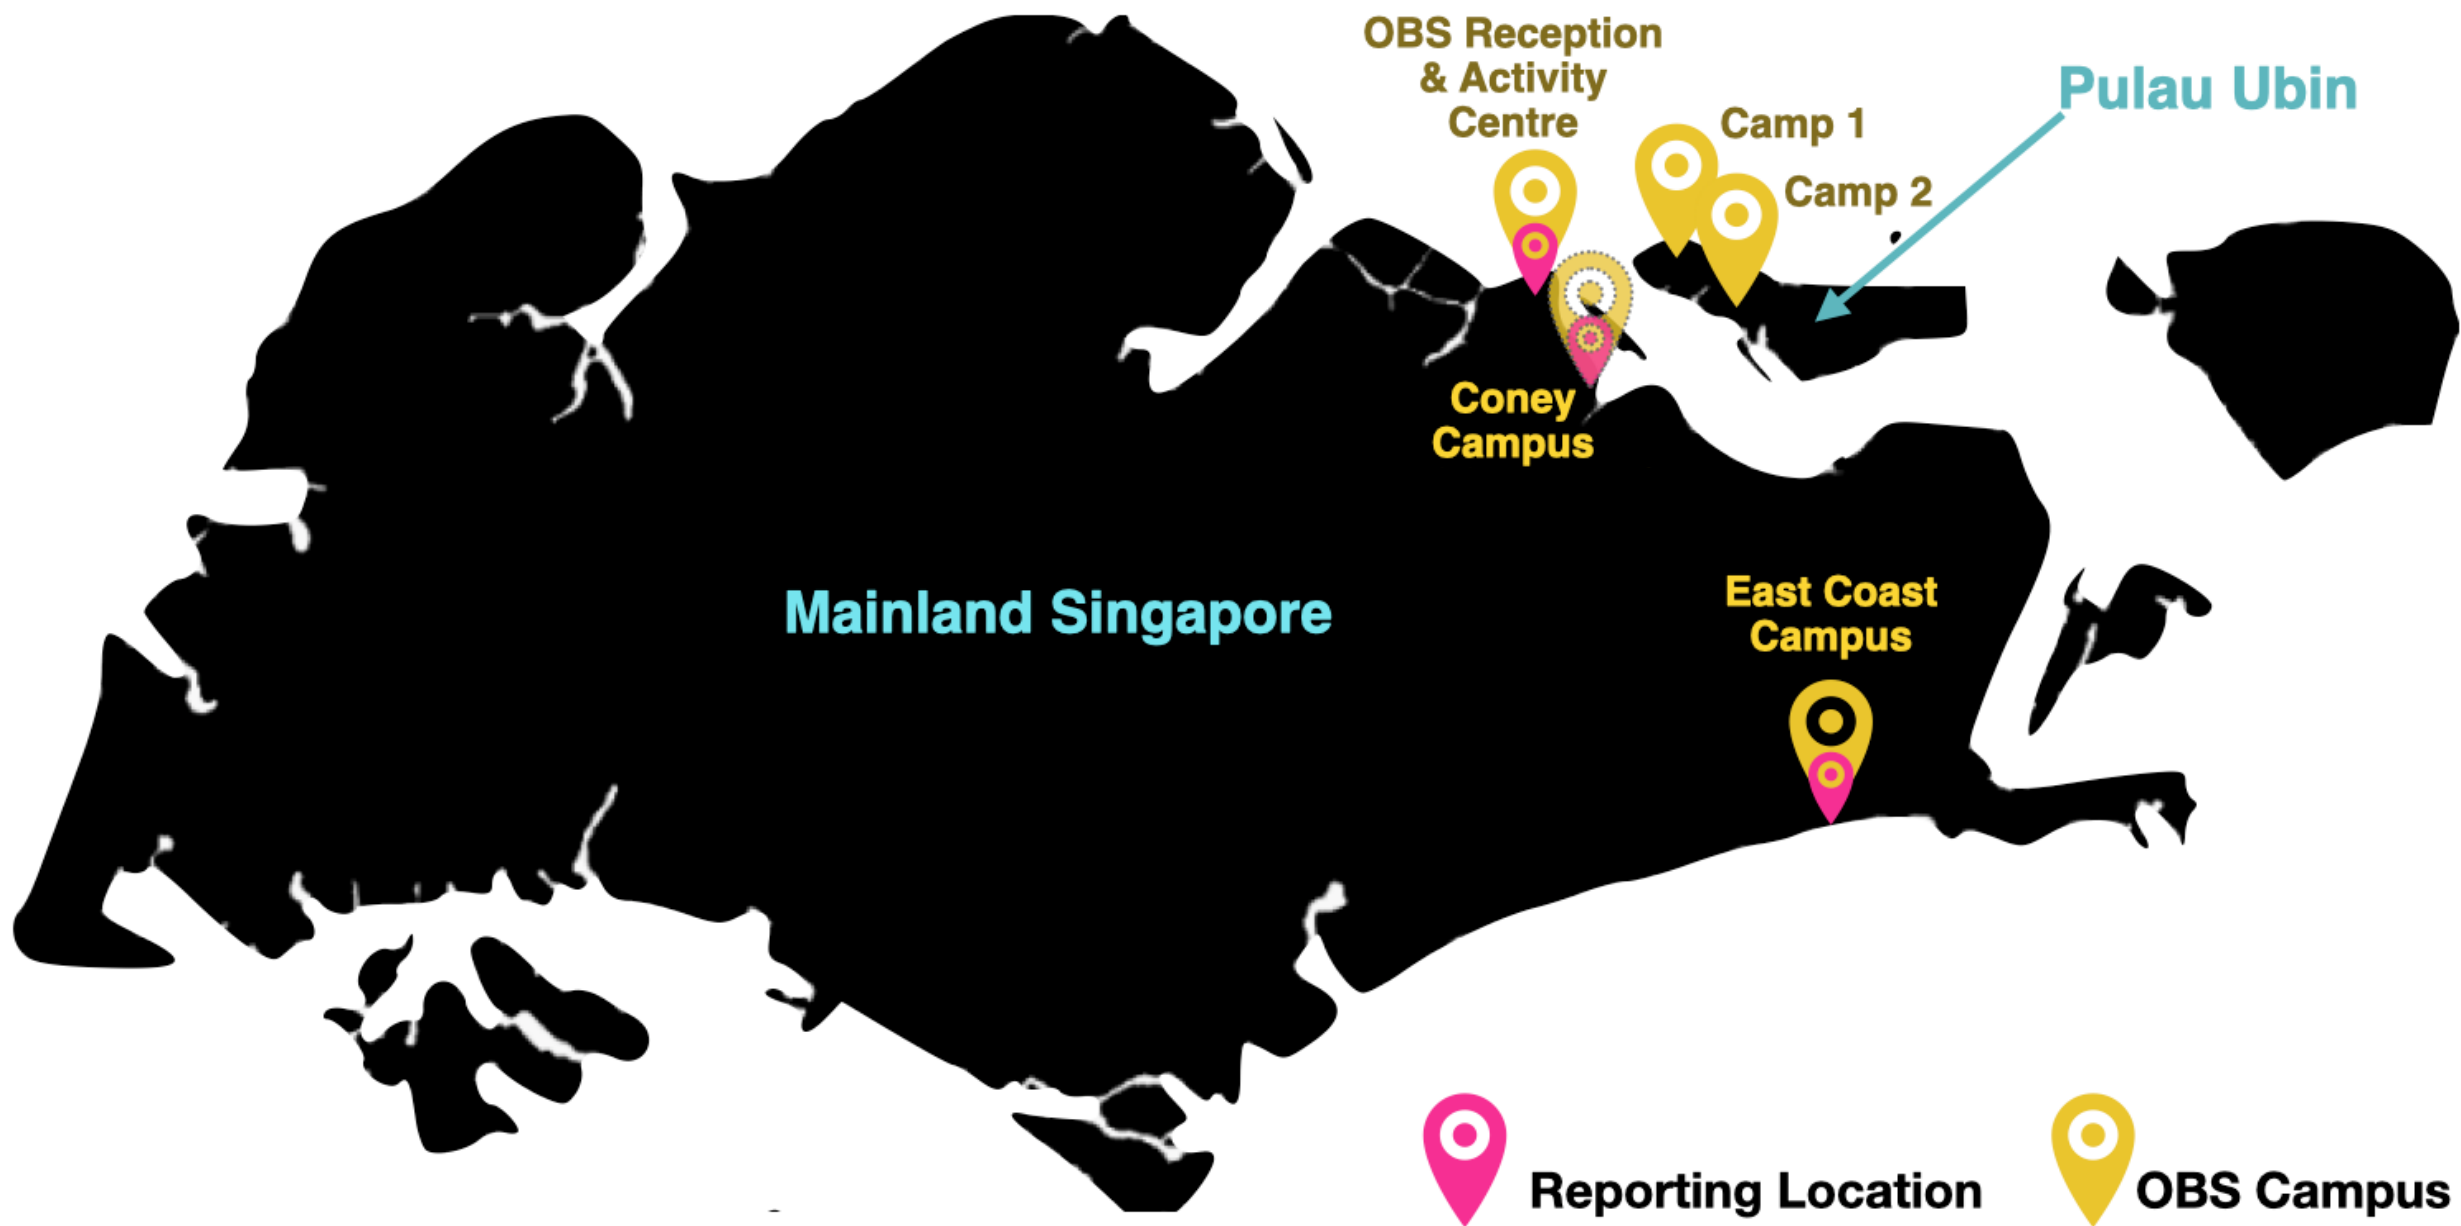 OBS Reception
& Activity
Centre
Pulau Ubin
Camp 1
Camp 2
Coney
Campus
Mainland Singapore
East Coast
Campus
Reporting Location
OBS Campus